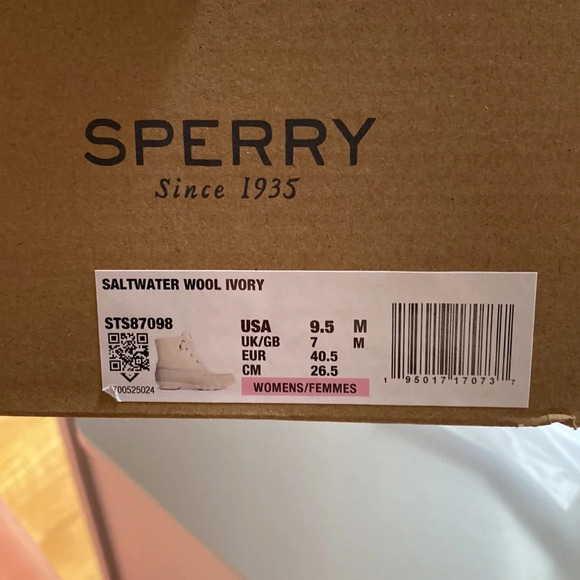 SPERRY
Since 1935
SALTWATER WOOL IVORY
STS87098
USA 9.5 M
UK/GB 7 M
EUR 40.5
CM 26.5
WOMENS/FEMMES
4700525024
1 95017 17073 7